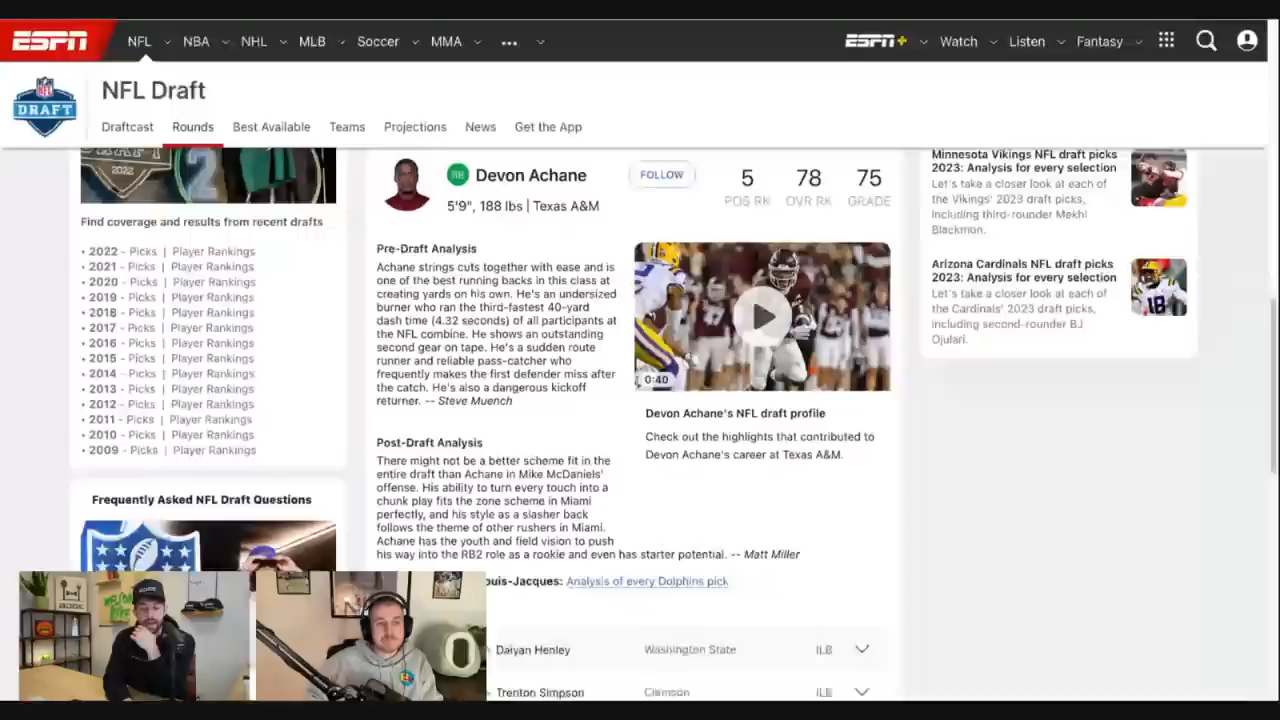 ESPN NFL NBA NHL MLB Soccer MMA ••• ESPN+ Watch Listen Fantasy
NFL Draft
DRAFT
Draftcast Rounds Best Available Teams Projections News Get the App
2022
Find coverage and results from recent drafts
• 2022 - Picks | Player Rankings
• 2021 - Picks | Player Rankings
• 2020 - Picks | Player Rankings
• 2019 - Picks | Player Rankings
• 2018 - Picks | Player Rankings
• 2017 - Picks | Player Rankings
• 2016 - Picks | Player Rankings
• 2015 - Picks | Player Rankings
• 2014 - Picks | Player Rankings
• 2013 - Picks | Player Rankings
• 2012 - Picks | Player Rankings
• 2011 - Picks | Player Rankings
• 2010 - Picks | Player Rankings
• 2009 - Picks | Player Rankings
Frequently Asked NFL Draft Questions
RB Devon Achane
5'9", 188 lbs | Texas A&M
FOLLOW
5 78 75
POS RK OVR RK GRADE
Pre-Draft Analysis
Achane strings cuts together with ease and is
one of the best running backs in this class at
creating yards on his own. He's an undersized
burner who ran the third-fastest 40-yard
dash time (4.32 seconds) of all participants at
the NFL combine. He shows an outstanding
second gear on tape. He's a sudden route
runner and reliable pass-catcher who
frequently makes the first defender miss after
the catch. He's also a dangerous kickoff
returner. -- Steve Muench
0:40
Devon Achane's NFL draft profile
Check out the highlights that contributed to
Devon Achane's career at Texas A&M.
Post-Draft Analysis
There might not be a better scheme fit in the
entire draft than Achane in Mike McDaniels'
offense. His ability to turn every touch into a
chunk play fits the zone scheme in Miami
perfectly, and his style as a slasher back
follows the theme of other rushers in Miami.
Achane has the youth and field vision to push
his way into the RB2 role as a rookie and even has starter potential. -- Matt Miller
ouis-Jacques: Analysis of every Dolphins pick
Daiyan Henley Washington State ILB
Trenton Simpson Clemson ILB
Minnesota Vikings NFL draft picks
2023: Analysis for every selection
Let's take a closer look at each of
the Vikings' 2023 draft picks,
including third-rounder Mekhi
Blackmon.
Arizona Cardinals NFL draft picks
2023: Analysis for every selection
Let's take a closer look at each of
the Cardinals' 2023 draft picks,
including second-rounder BJ
Ojulari.
18